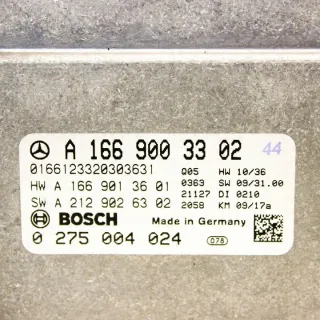 A 166 900 33 02 44
0166123320303631 Q05 HW 10/36
HW A 166 901 36 01 0363 SW 09/31.00
21127 DI 0210
SW A 212 902 63 02 2058 KM 09/17a
BOSCH Made in Germany
0 275 004 024 078